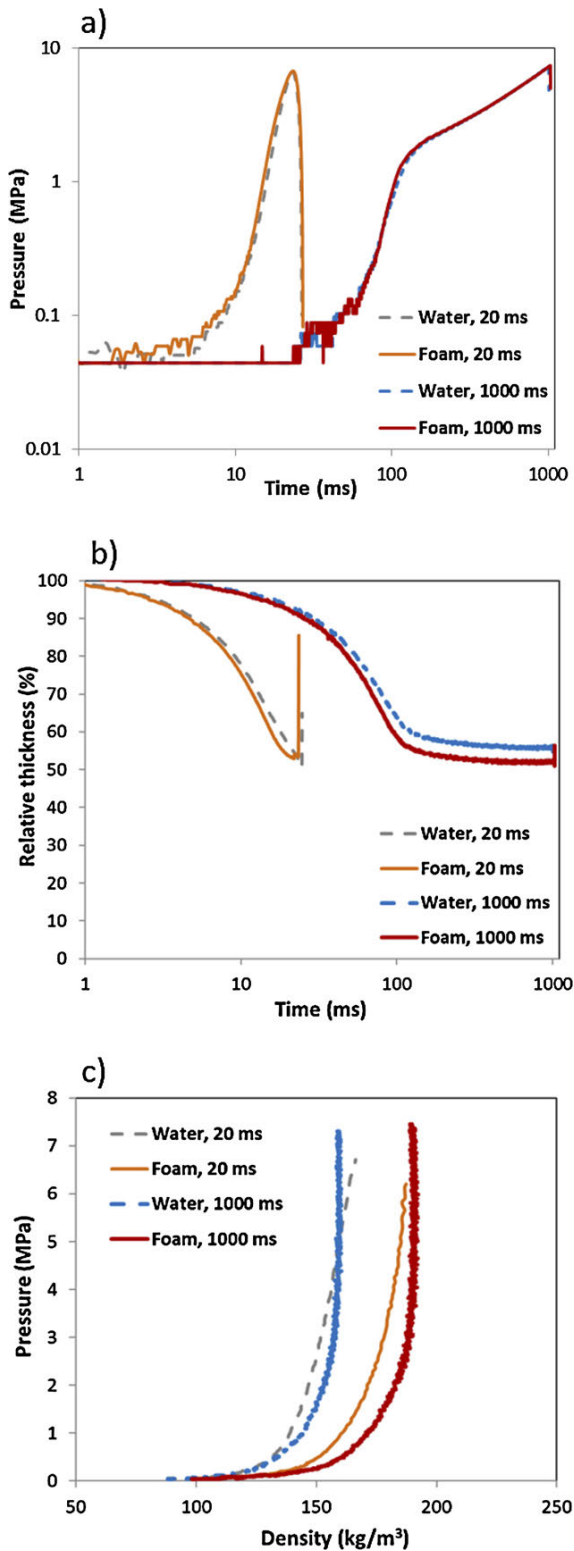 a)
10
1
0.1
0.01
Pressure (MPa)
Water, 20 ms
Foam, 20 ms
Water, 1000 ms
Foam, 1000 ms
1 10 100 1000
Time (ms)
b)
100
90
80
70
60
50
40
30
20
10
0
Relative thickness (%)
Water, 20 ms
Foam, 20 ms
Water, 1000 ms
Foam, 1000 ms
1 10 100 1000
Time (ms)
c)
8
7
6
5
4
3
2
1
0
Pressure (MPa)
Water, 20 ms
Foam, 20 ms
Water, 1000 ms
Foam, 1000 ms
50 100 150 200 250
Density (kg/m³)